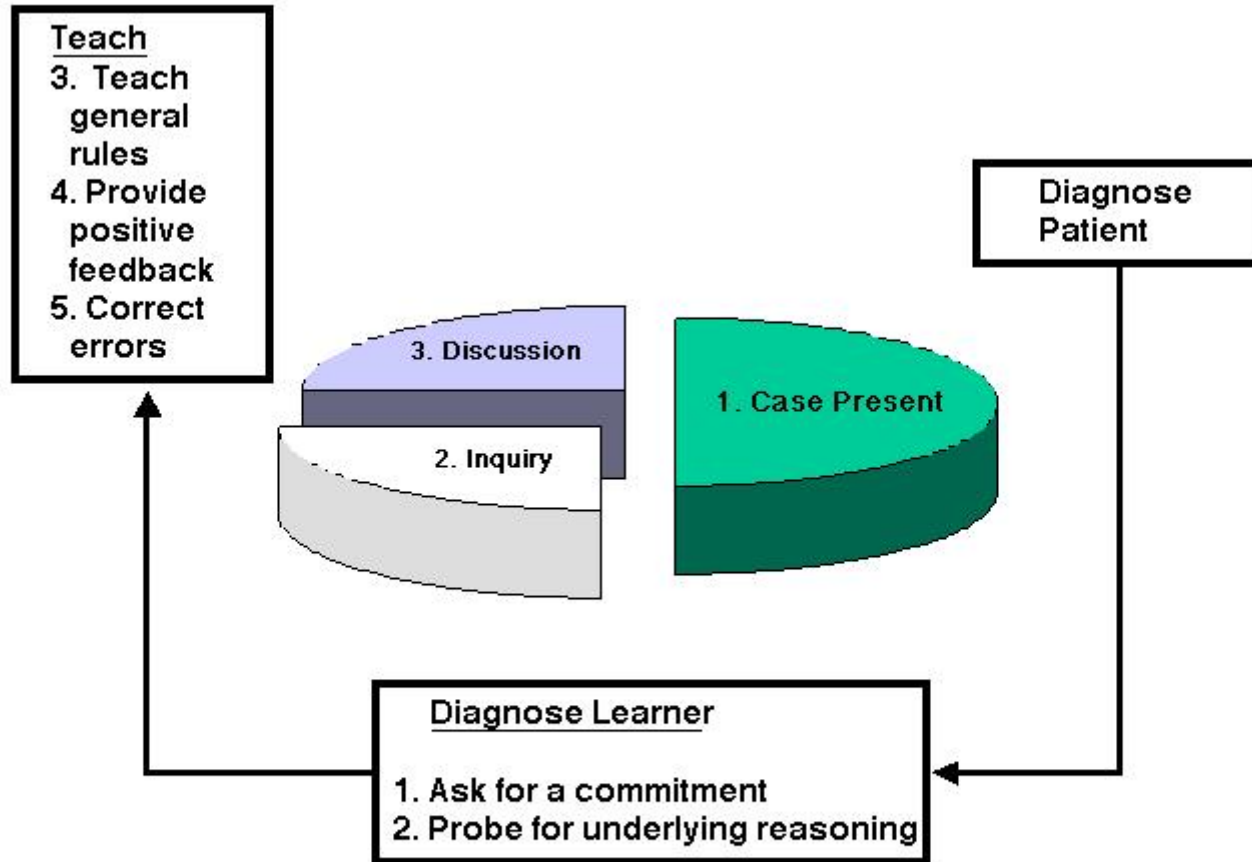 Teach
3. Teach
general
rules
4. Provide
positive
feedback
5. Correct
errors
Diagnose
Patient
3. Discussion
1. Case Present
2. Inquiry
Diagnose Learner
1. Ask for a commitment
2. Probe for underlying reasoning